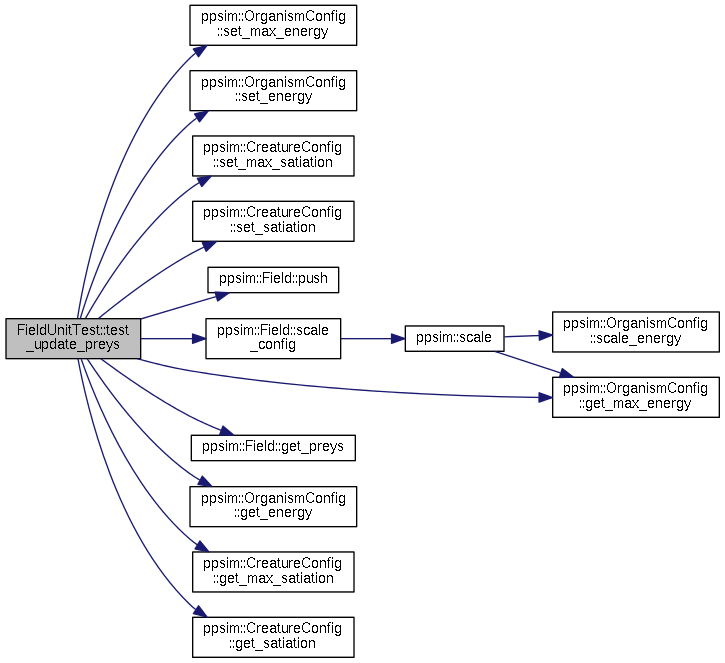 ppsim::OrganismConfig
::set_max_energy
ppsim::OrganismConfig
::set_energy
ppsim::CreatureConfig
::set_max_satiation
ppsim::CreatureConfig
::set_satiation
ppsim::Field::push
FieldUnitTest::test
_update_preys
ppsim::Field::scale
_config
ppsim::scale
ppsim::OrganismConfig
::scale_energy
ppsim::OrganismConfig
::get_max_energy
ppsim::Field::get_preys
ppsim::OrganismConfig
::get_energy
ppsim::CreatureConfig
::get_max_satiation
ppsim::CreatureConfig
::get_satiation